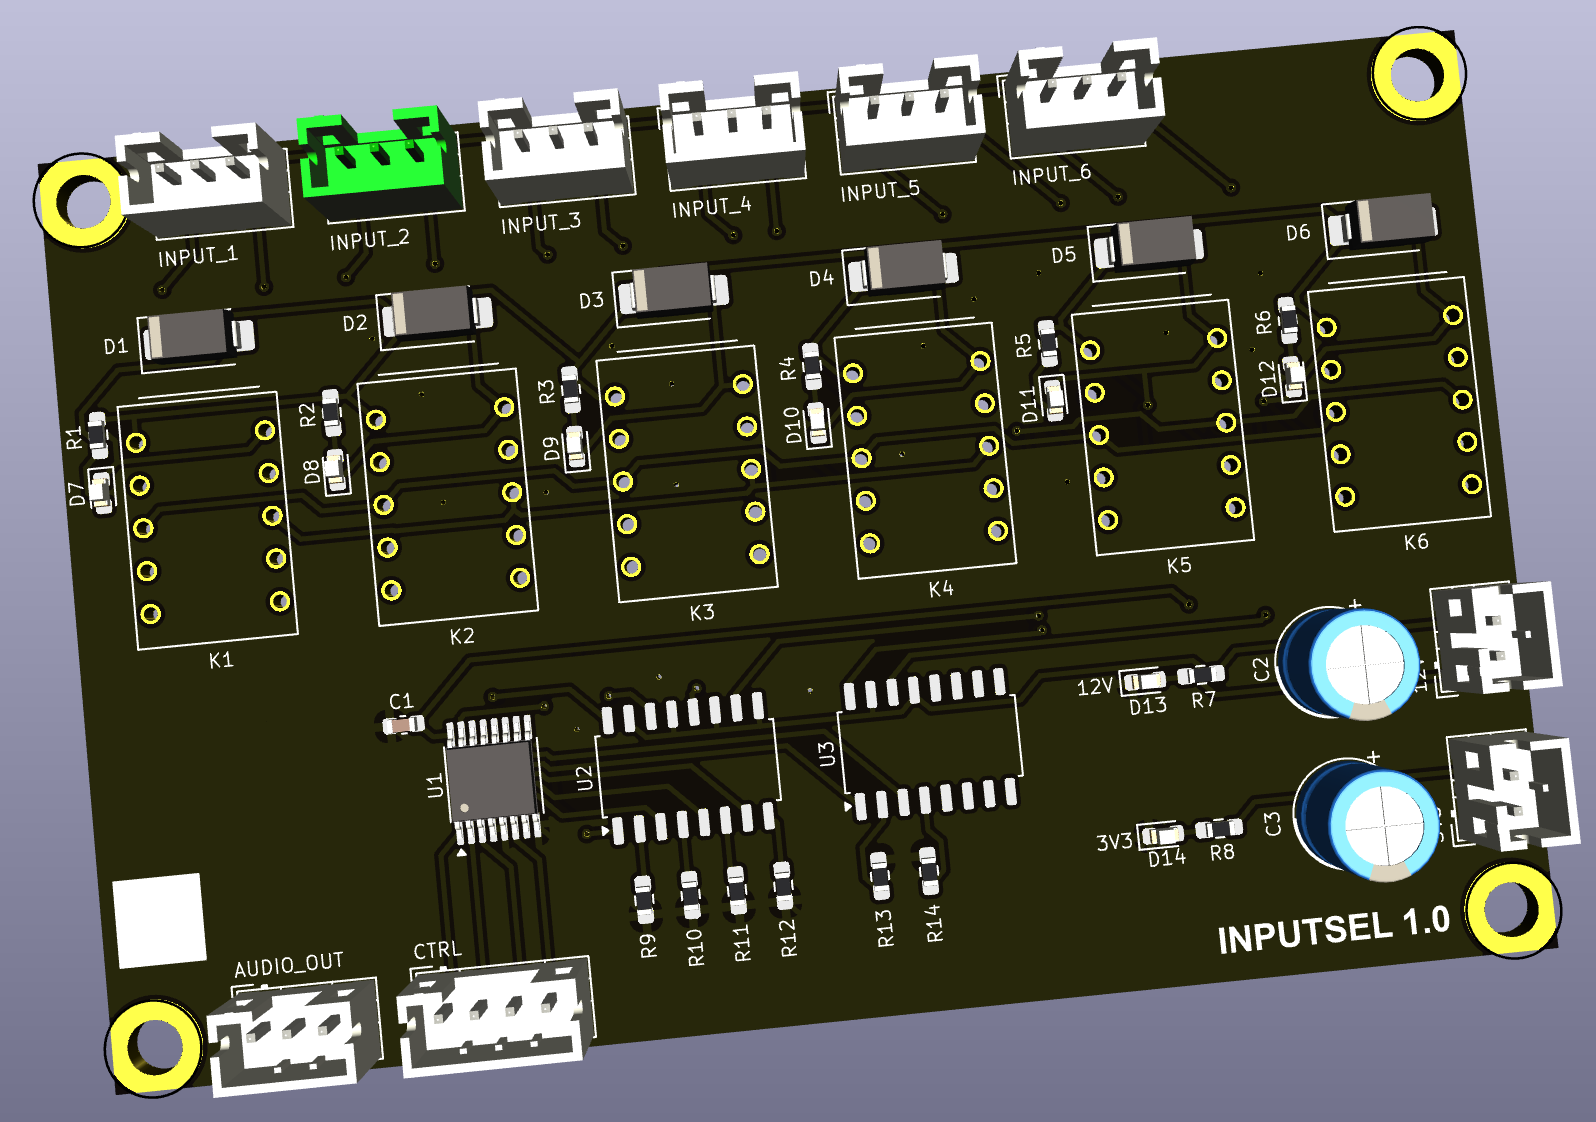 INPUT_1
INPUT_2
INPUT_3
INPUT_4
INPUT_5
INPUT_6
D1
D2
D3
D4
D5
D6
R1
R2
R3
R4
R5
R6
D7
D8
D9
D10
D11
D12
K1
K2
K3
K4
K5
K6
C1
U1
U2
U3
12V
D13
R7
C2
+
3V3
D14
R8
C3
+
R9
R10
R11
R12
R13
R14
INPUTSEL 1.0
AUDIO_OUT
CTRL